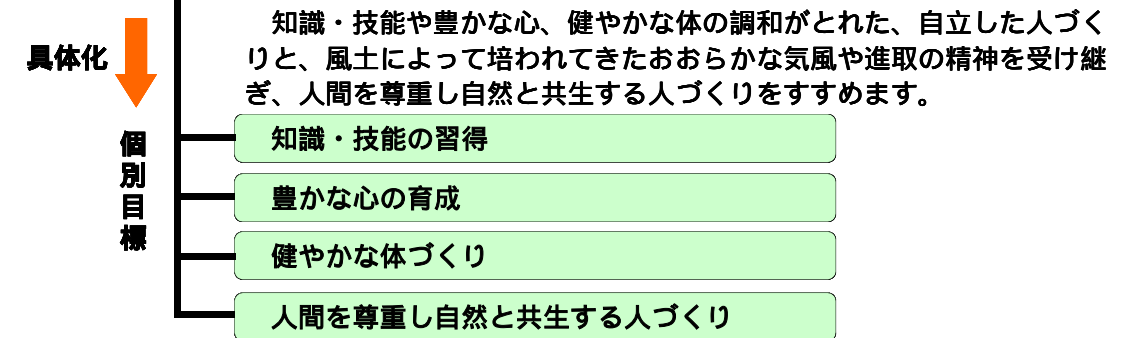 知識・技能や豊かな心、健やかな体の調和がとれた、自立した人づく
りと、風土によって培われてきたおおらかな気風や進取の精神を受け継
ぎ、人間を尊重し自然と共生する人づくりをすすめます。
具体化
個別目標
知識・技能の習得
豊かな心の育成
健やかな体づくり
人間を尊重し自然と共生する人づくり